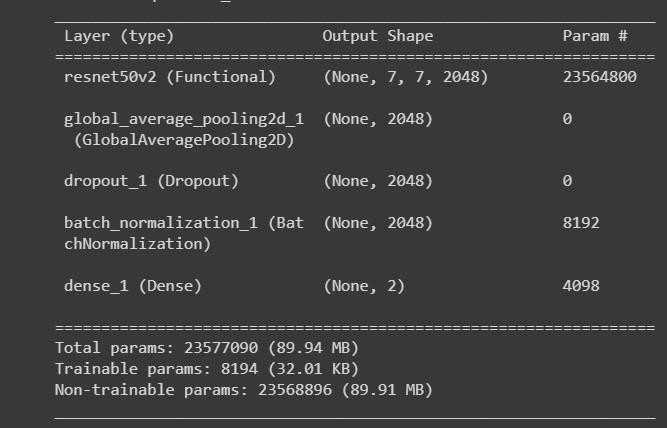 Layer (type) Output Shape Param #
=================================================================
resnet50v2 (Functional) (None, 7, 7, 2048) 23564800
global_average_pooling2d_1 (None, 2048) 0
(GlobalAveragePooling2D)
dropout_1 (Dropout) (None, 2048) 0
batch_normalization_1 (Bat (None, 2048) 8192
chNormalization)
dense_1 (Dense) (None, 2) 4098
=================================================================
Total params: 23577090 (89.94 MB)
Trainable params: 8194 (32.01 KB)
Non-trainable params: 23568896 (89.91 MB)